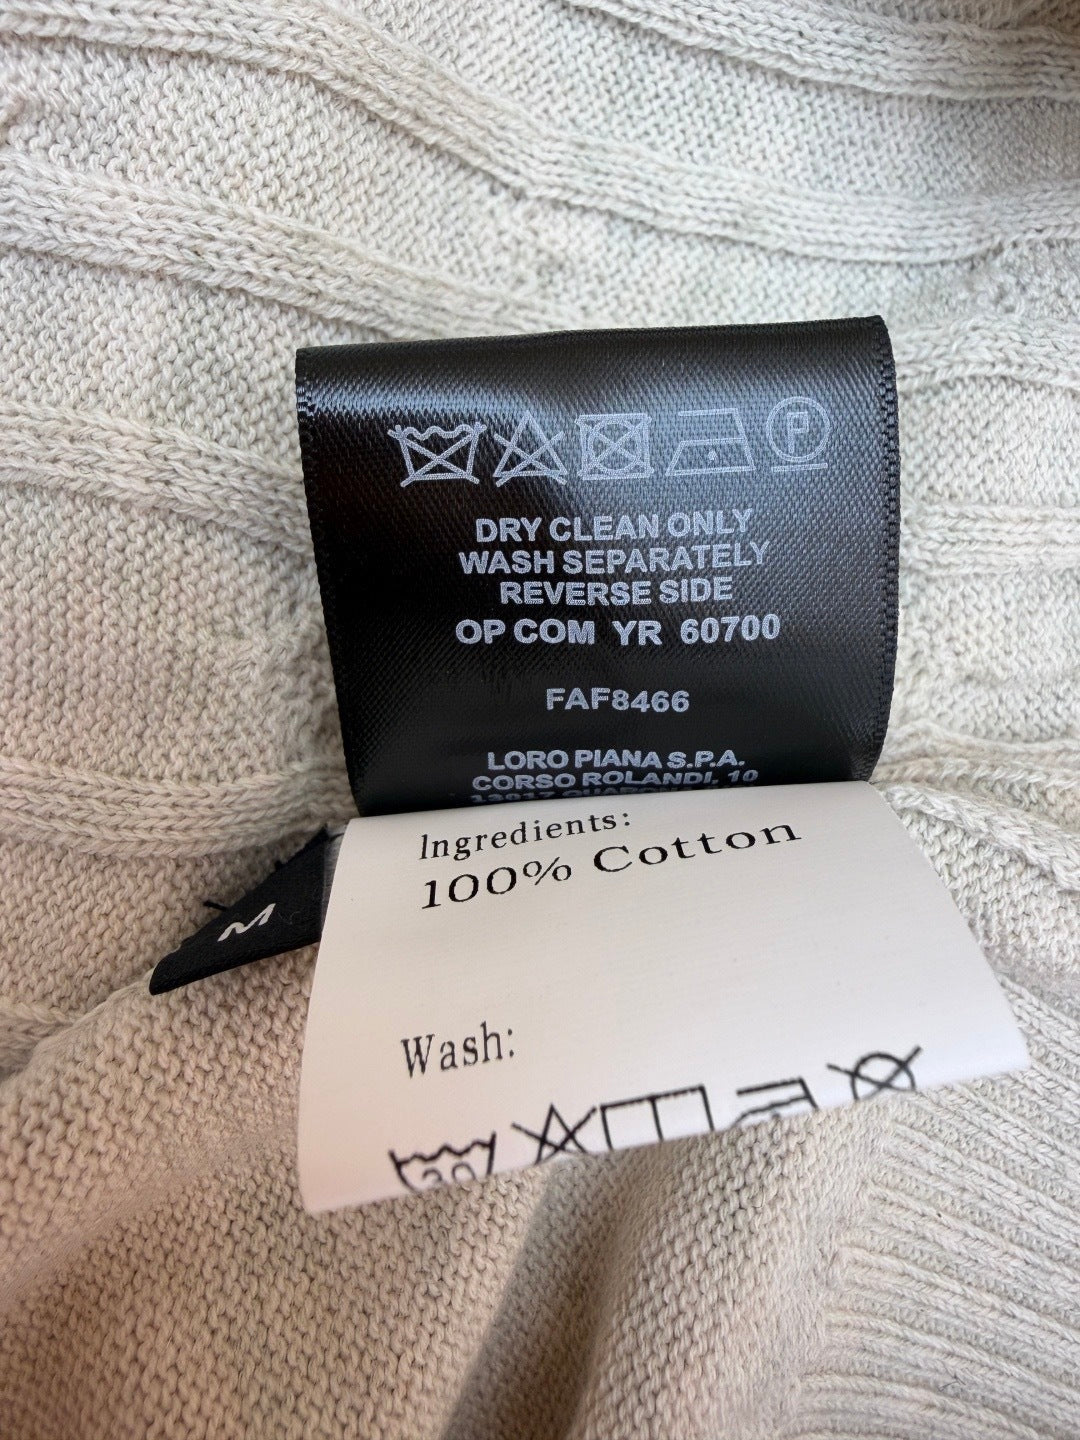 P
DRY CLEAN ONLY
WASH SEPARATELY
REVERSE SIDE
OP COM YR 60700
FAF8466
LORO PIANA S.P.A.
CORSO ROLANDI, 10
Ingredients:
100% Cotton
M
Wash:
30